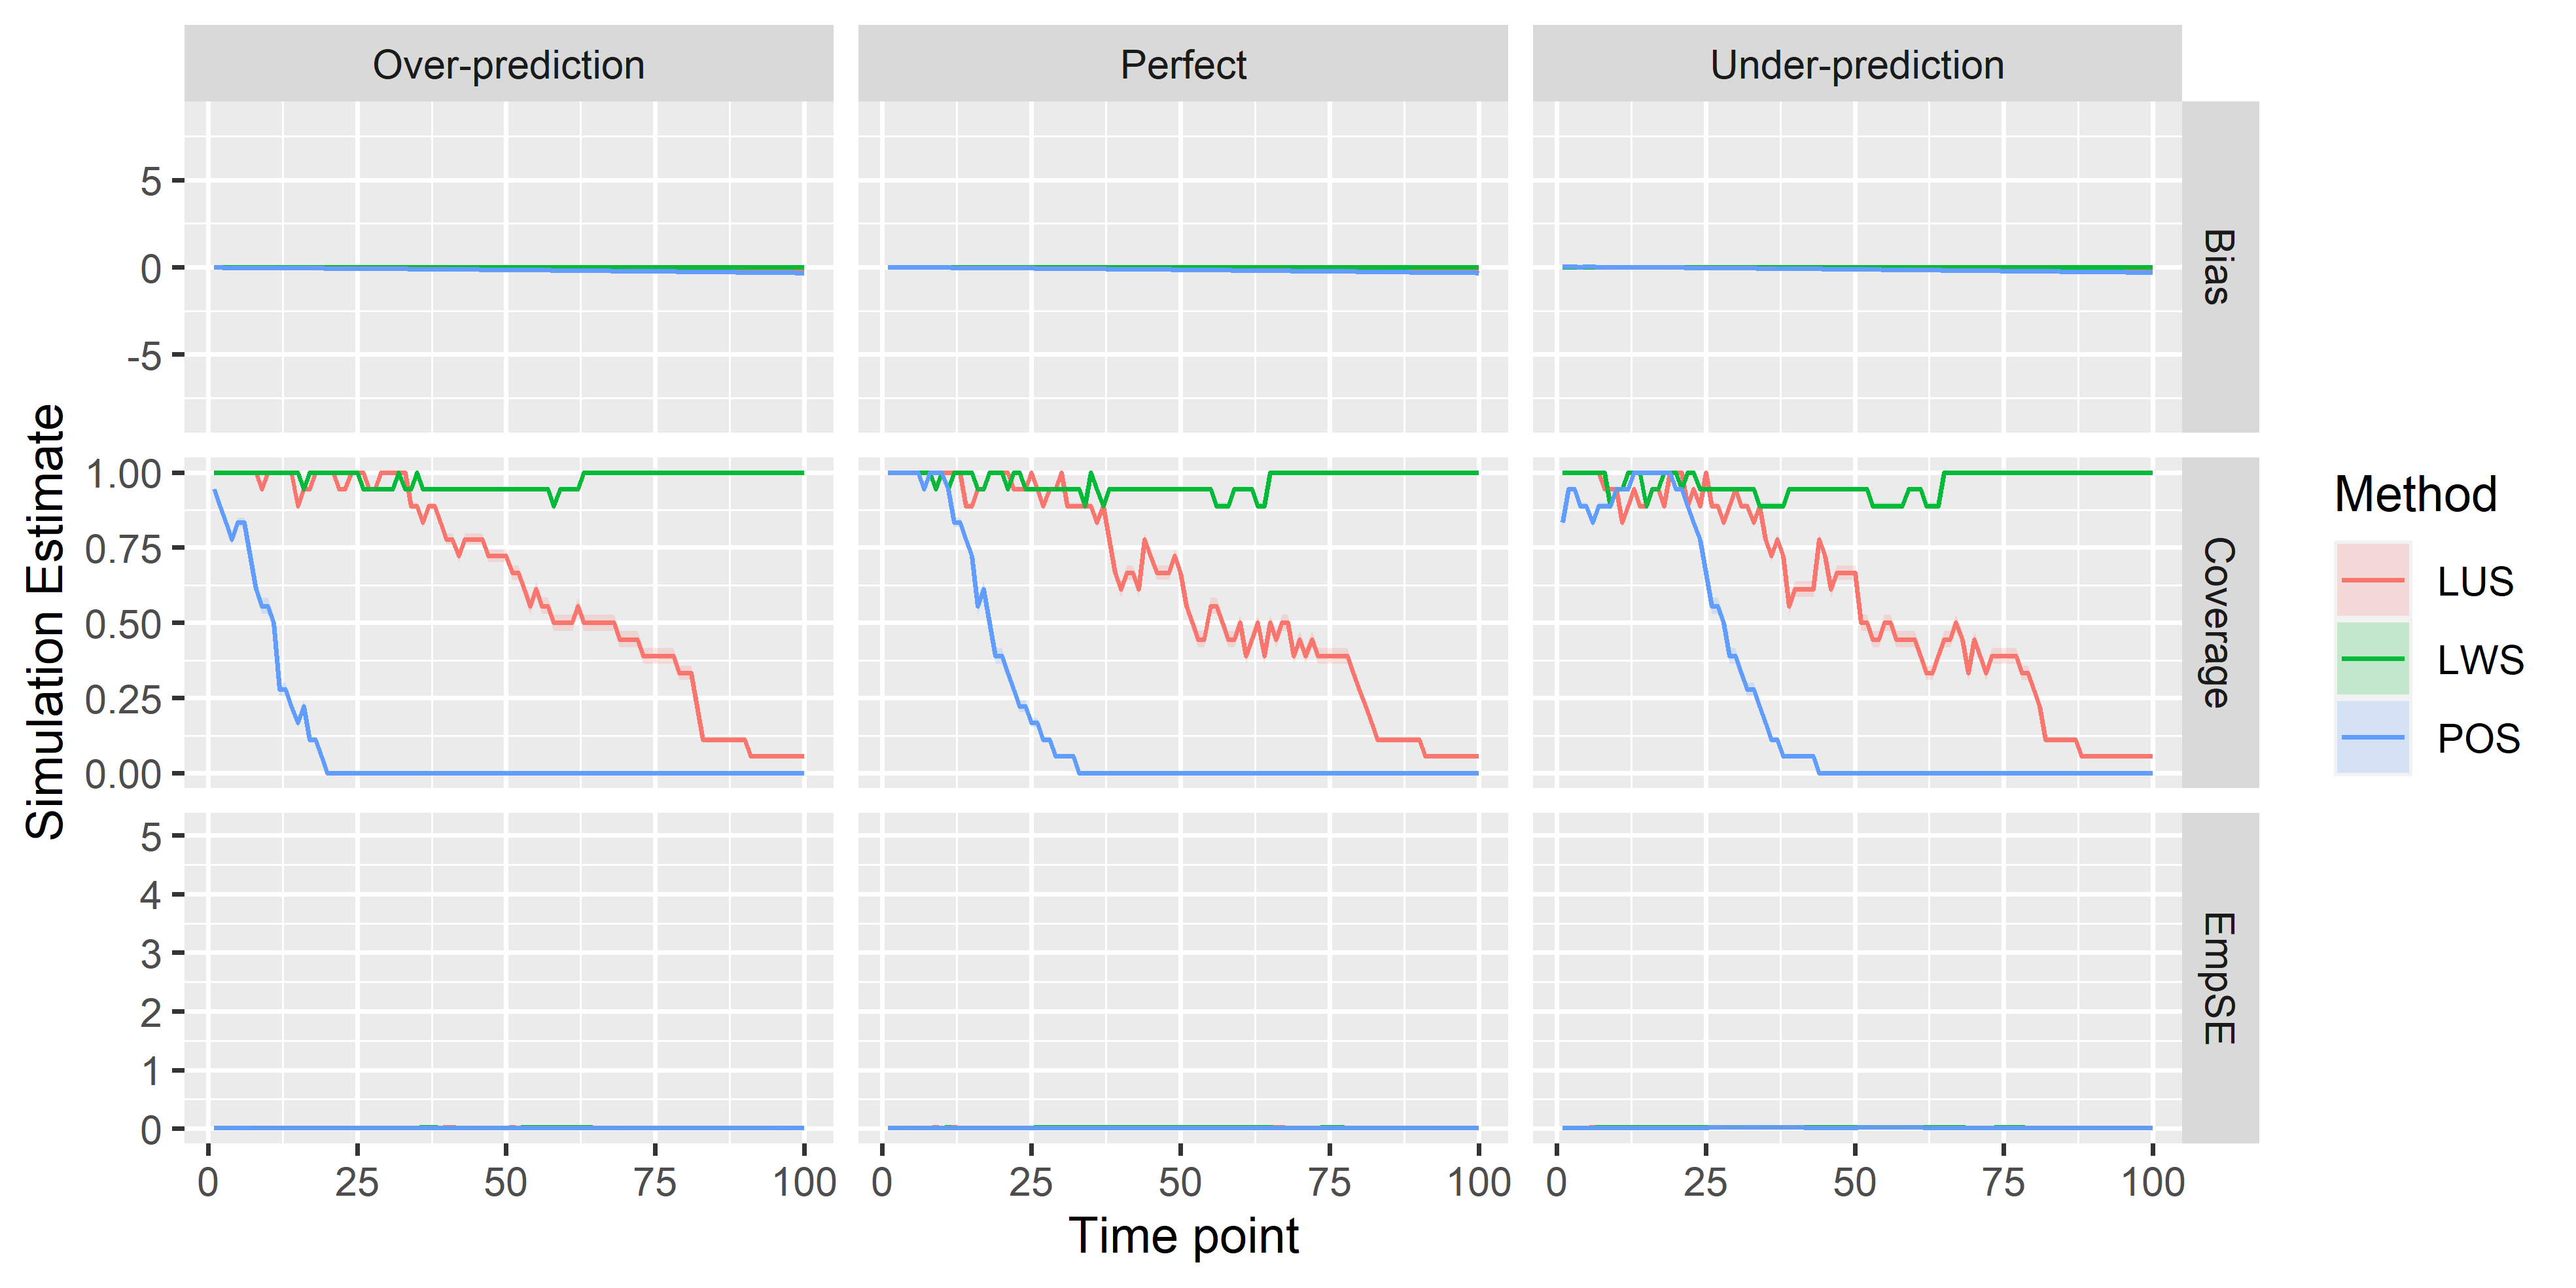 Over-prediction
Perfect
Under-prediction
5
0
-5
Bias
Simulation Estimate
1.00
0.75
0.50
0.25
0.00
Coverage
5
4
3
2
1
0
EmpSE
0 25 50 75 100
0 25 50 75 100
0 25 50 75 100
Time point
Method
LUS
LWS
POS